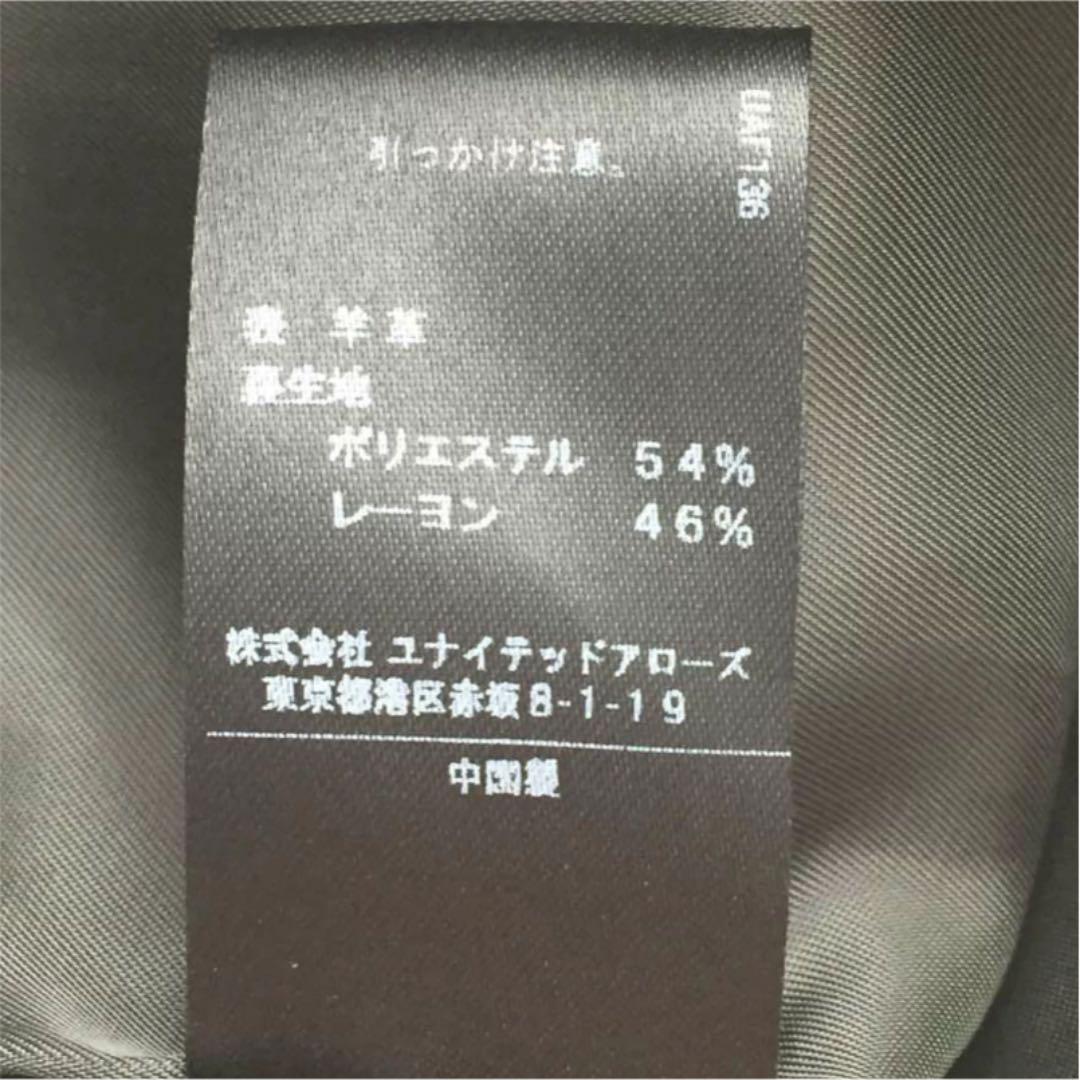 引っかけ注意。
表 羊革
裏生地
ポリエステル 54%
レーヨン 46%
株式会社 ユナイテッドアローズ
東京都港区赤坂8-1-19
中国製